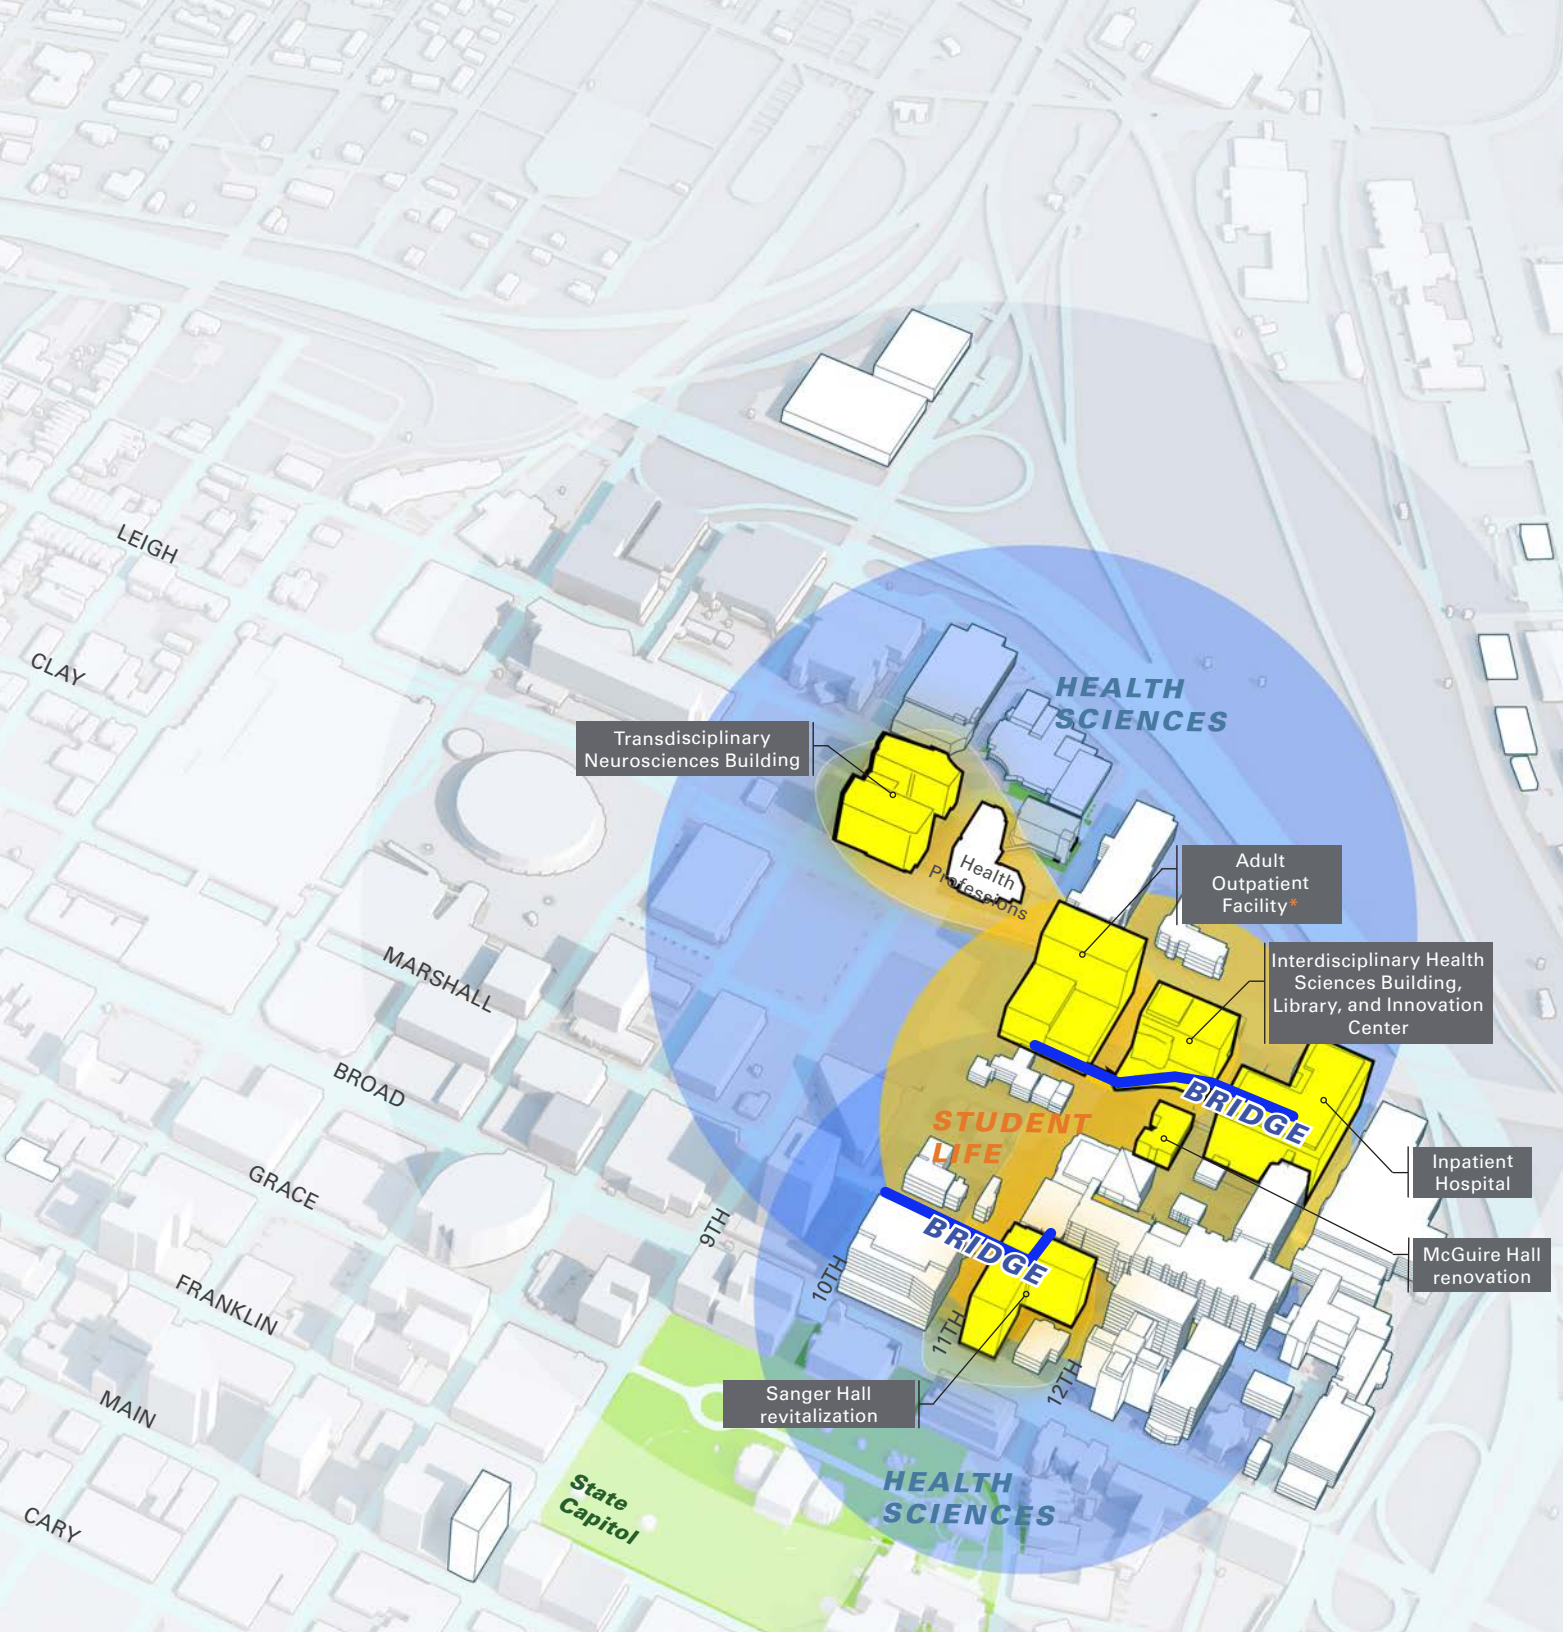 LEIGH
CLAY
HEALTH
SCIENCES
Transdisciplinary
Neurosciences Building
Health
Professions
Adult
Outpatient
Facility*
Interdisciplinary Health
Sciences Building,
Library, and Innovation
Center
MARSHALL
BROAD
BRIDGE
STUDENT
LIFE
Inpatient
Hospital
GRACE
9TH
BRIDGE
McGuire Hall
renovation
10TH
FRANKLIN
11TH
12TH
Sanger Hall
revitalization
MAIN
State
Capitol
HEALTH
SCIENCES
CARY